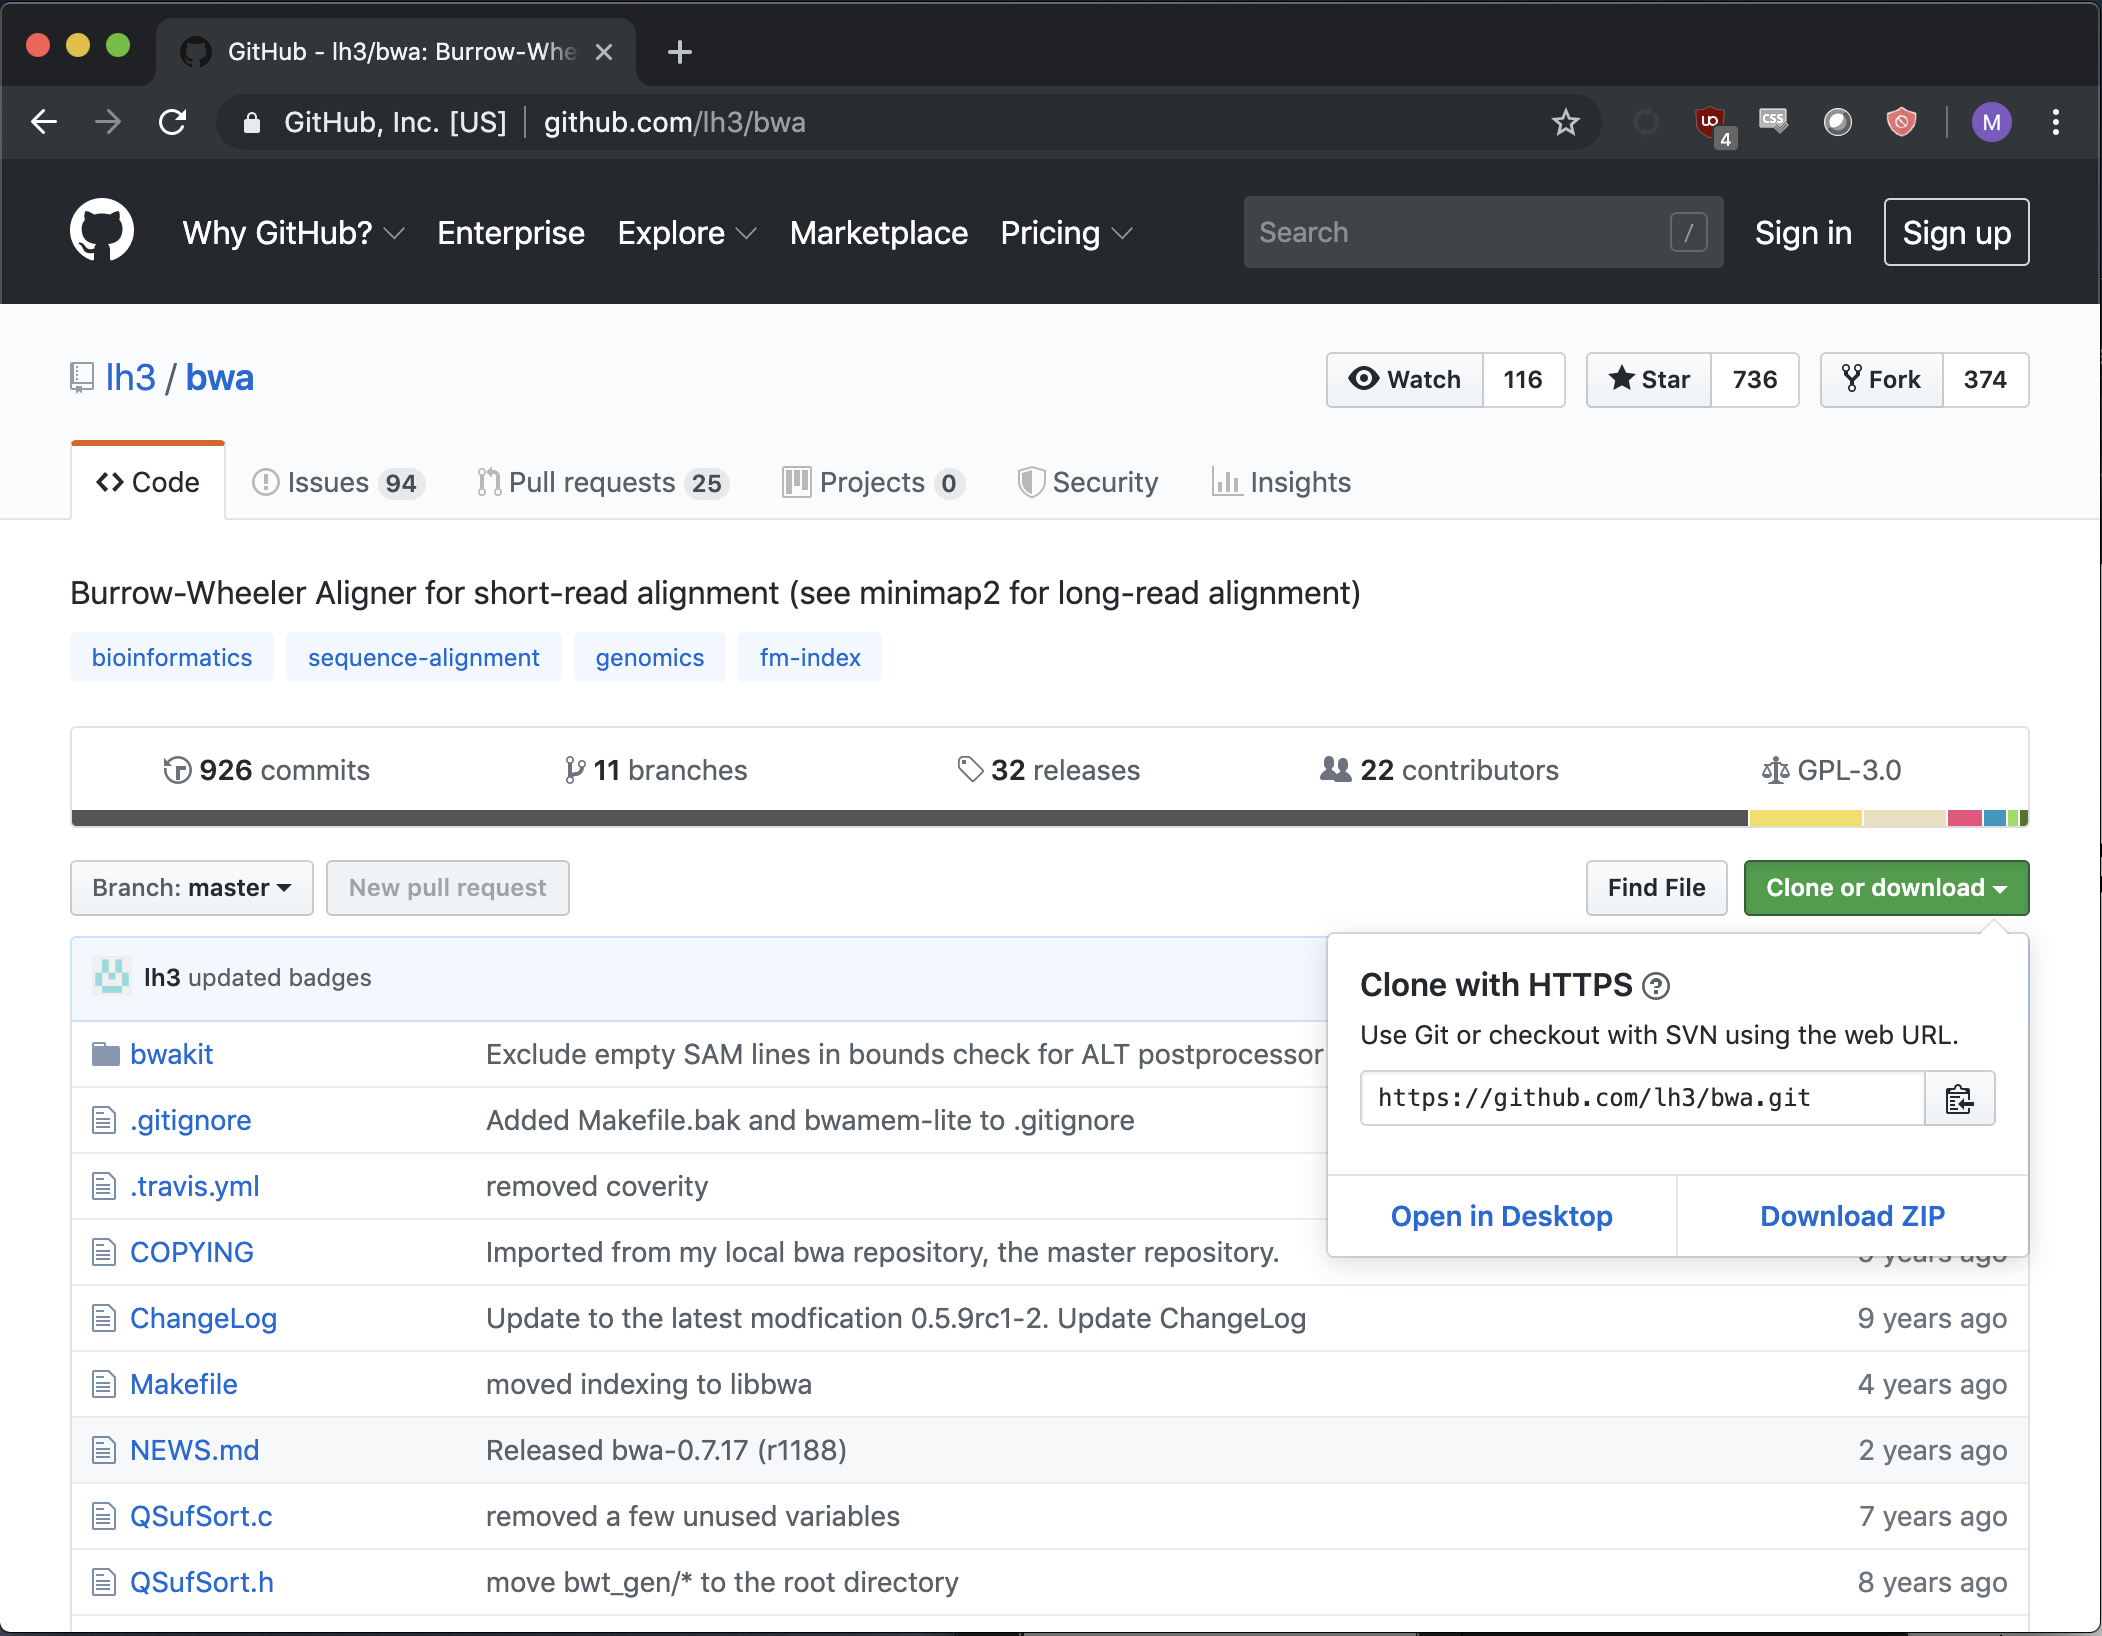 GitHub - lh3/bwa: Burrow-Whe
GitHub, Inc. [US] github.com/lh3/bwa
UO 4 CSS M
Why GitHub? Enterprise Explore Marketplace Pricing Search / Sign in Sign up
lh3 / bwa Watch 116 Star 736 Fork 374
Code Issues 94 Pull requests 25 Projects 0 Security Insights
Burrow-Wheeler Aligner for short-read alignment (see minimap2 for long-read alignment)
bioinformatics sequence-alignment genomics fm-index
926 commits 11 branches 32 releases 22 contributors GPL-3.0
Branch: master New pull request Find File Clone or download
lh3 updated badges
Clone with HTTPS ?
Use Git or checkout with SVN using the web URL.
https://github.com/lh3/bwa.git
Open in Desktop Download ZIP
bwakit Exclude empty SAM lines in bounds check for ALT postprocessor
.gitignore Added Makefile.bak and bwamem-lite to .gitignore
.travis.yml removed coverity
COPYING Imported from my local bwa repository, the master repository. years ago
ChangeLog Update to the latest modfication 0.5.9rc1-2. Update ChangeLog 9 years ago
Makefile moved indexing to libbwa 4 years ago
NEWS.md Released bwa-0.7.17 (r1188) 2 years ago
QSufSort.c removed a few unused variables 7 years ago
QSufSort.h move bwt_gen/* to the root directory 8 years ago